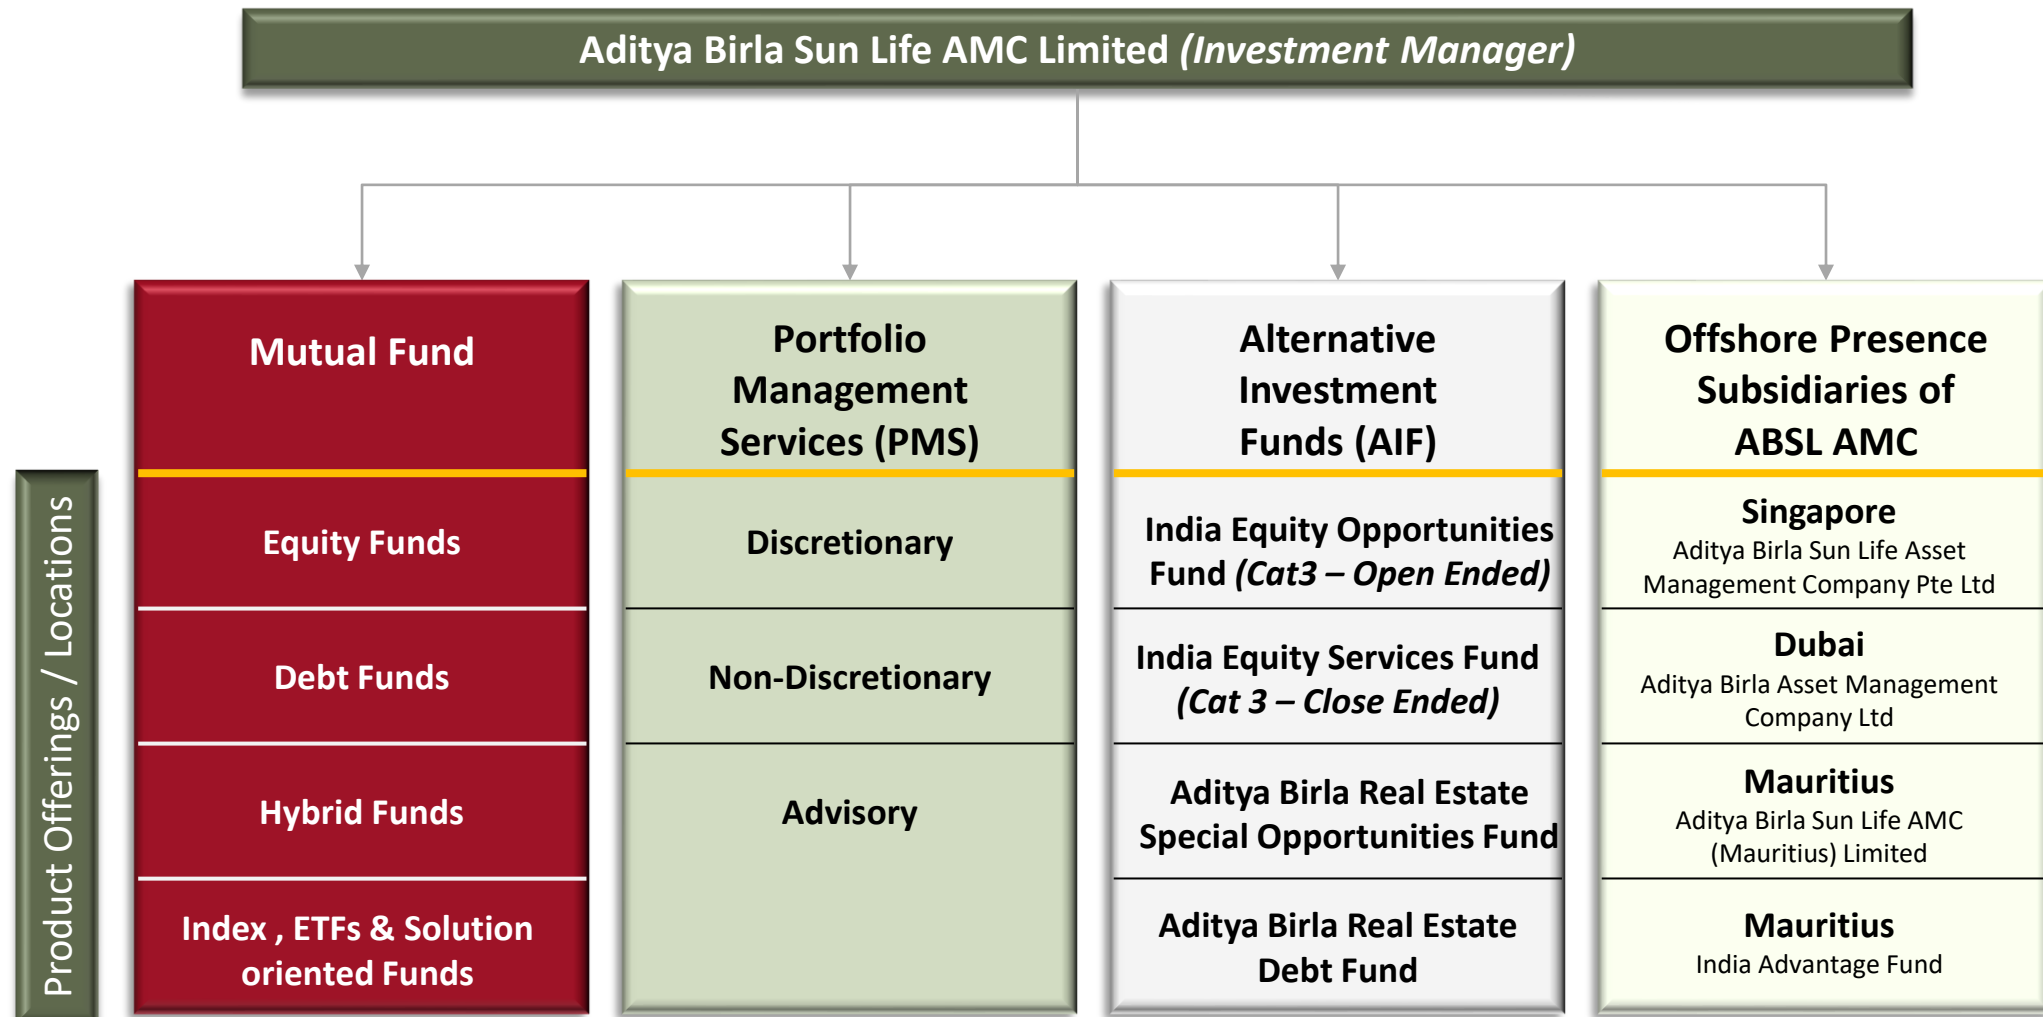 Aditya Birla Sun Life AMC Limited (Investment Manager)
Product Offerings / Locations
Mutual Fund
Equity Funds
Debt Funds
Hybrid Funds
Index , ETFs & Solution
oriented Funds
Portfolio
Management
Services (PMS)
Discretionary
Non-Discretionary
Advisory
Alternative
Investment
Funds (AIF)
India Equity Opportunities
Fund (Cat3 – Open Ended)
India Equity Services Fund
(Cat 3 – Close Ended)
Aditya Birla Real Estate
Special Opportunities Fund
Aditya Birla Real Estate
Debt Fund
Offshore Presence
Subsidiaries of
ABSL AMC
Singapore
Aditya Birla Sun Life Asset
Management Company Pte Ltd
Dubai
Aditya Birla Asset Management
Company Ltd
Mauritius
Aditya Birla Sun Life AMC
(Mauritius) Limited
Mauritius
India Advantage Fund